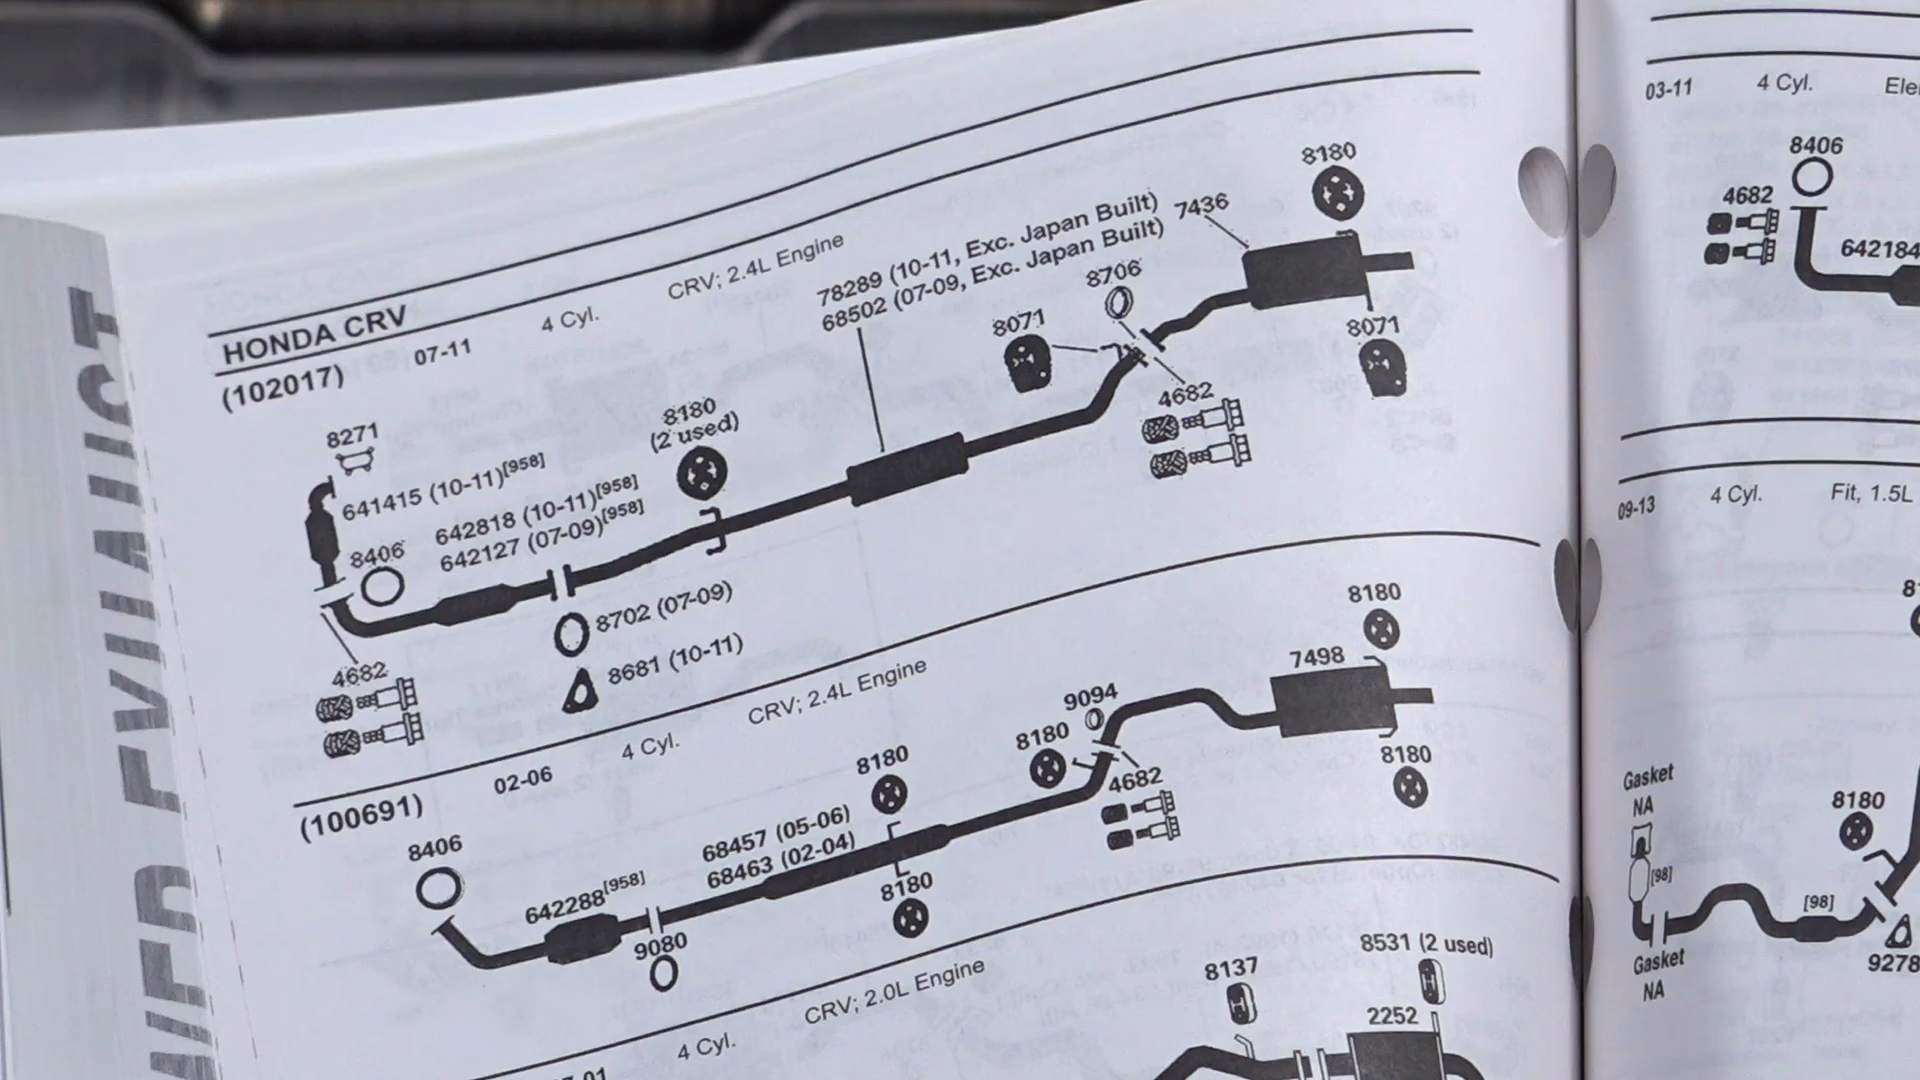 HONDA CRV
(102017)
07-11
4 Cyl.
CRV; 2.4L Engine
78289 (10-11, Exc. Japan Built)
68502 (07-09, Exc. Japan Built)
7436
8180
8706
8071
8071
4682
8271
641415 (10-11)[958]
8180
(2 used)
642818 (10-11)[958]
642127 (07-09)[958]
8406
8702 (07-09)
8681 (10-11)
4682
(100691)
02-06
4 Cyl.
CRV; 2.4L Engine
8180
7498
9094
8180
8180
4682
8180
68457 (05-06)
68463 (02-04)
8406
642288[958]
8180
9080
4 Cyl.
CRV; 2.0L Engine
8137
8531 (2 used)
2252
03-11
4 Cyl.
8406
4682
642184
09-13
4 Cyl.
Fit, 1.5L
Gasket
NA
8180
[98]
[98]
Gasket
NA
9278